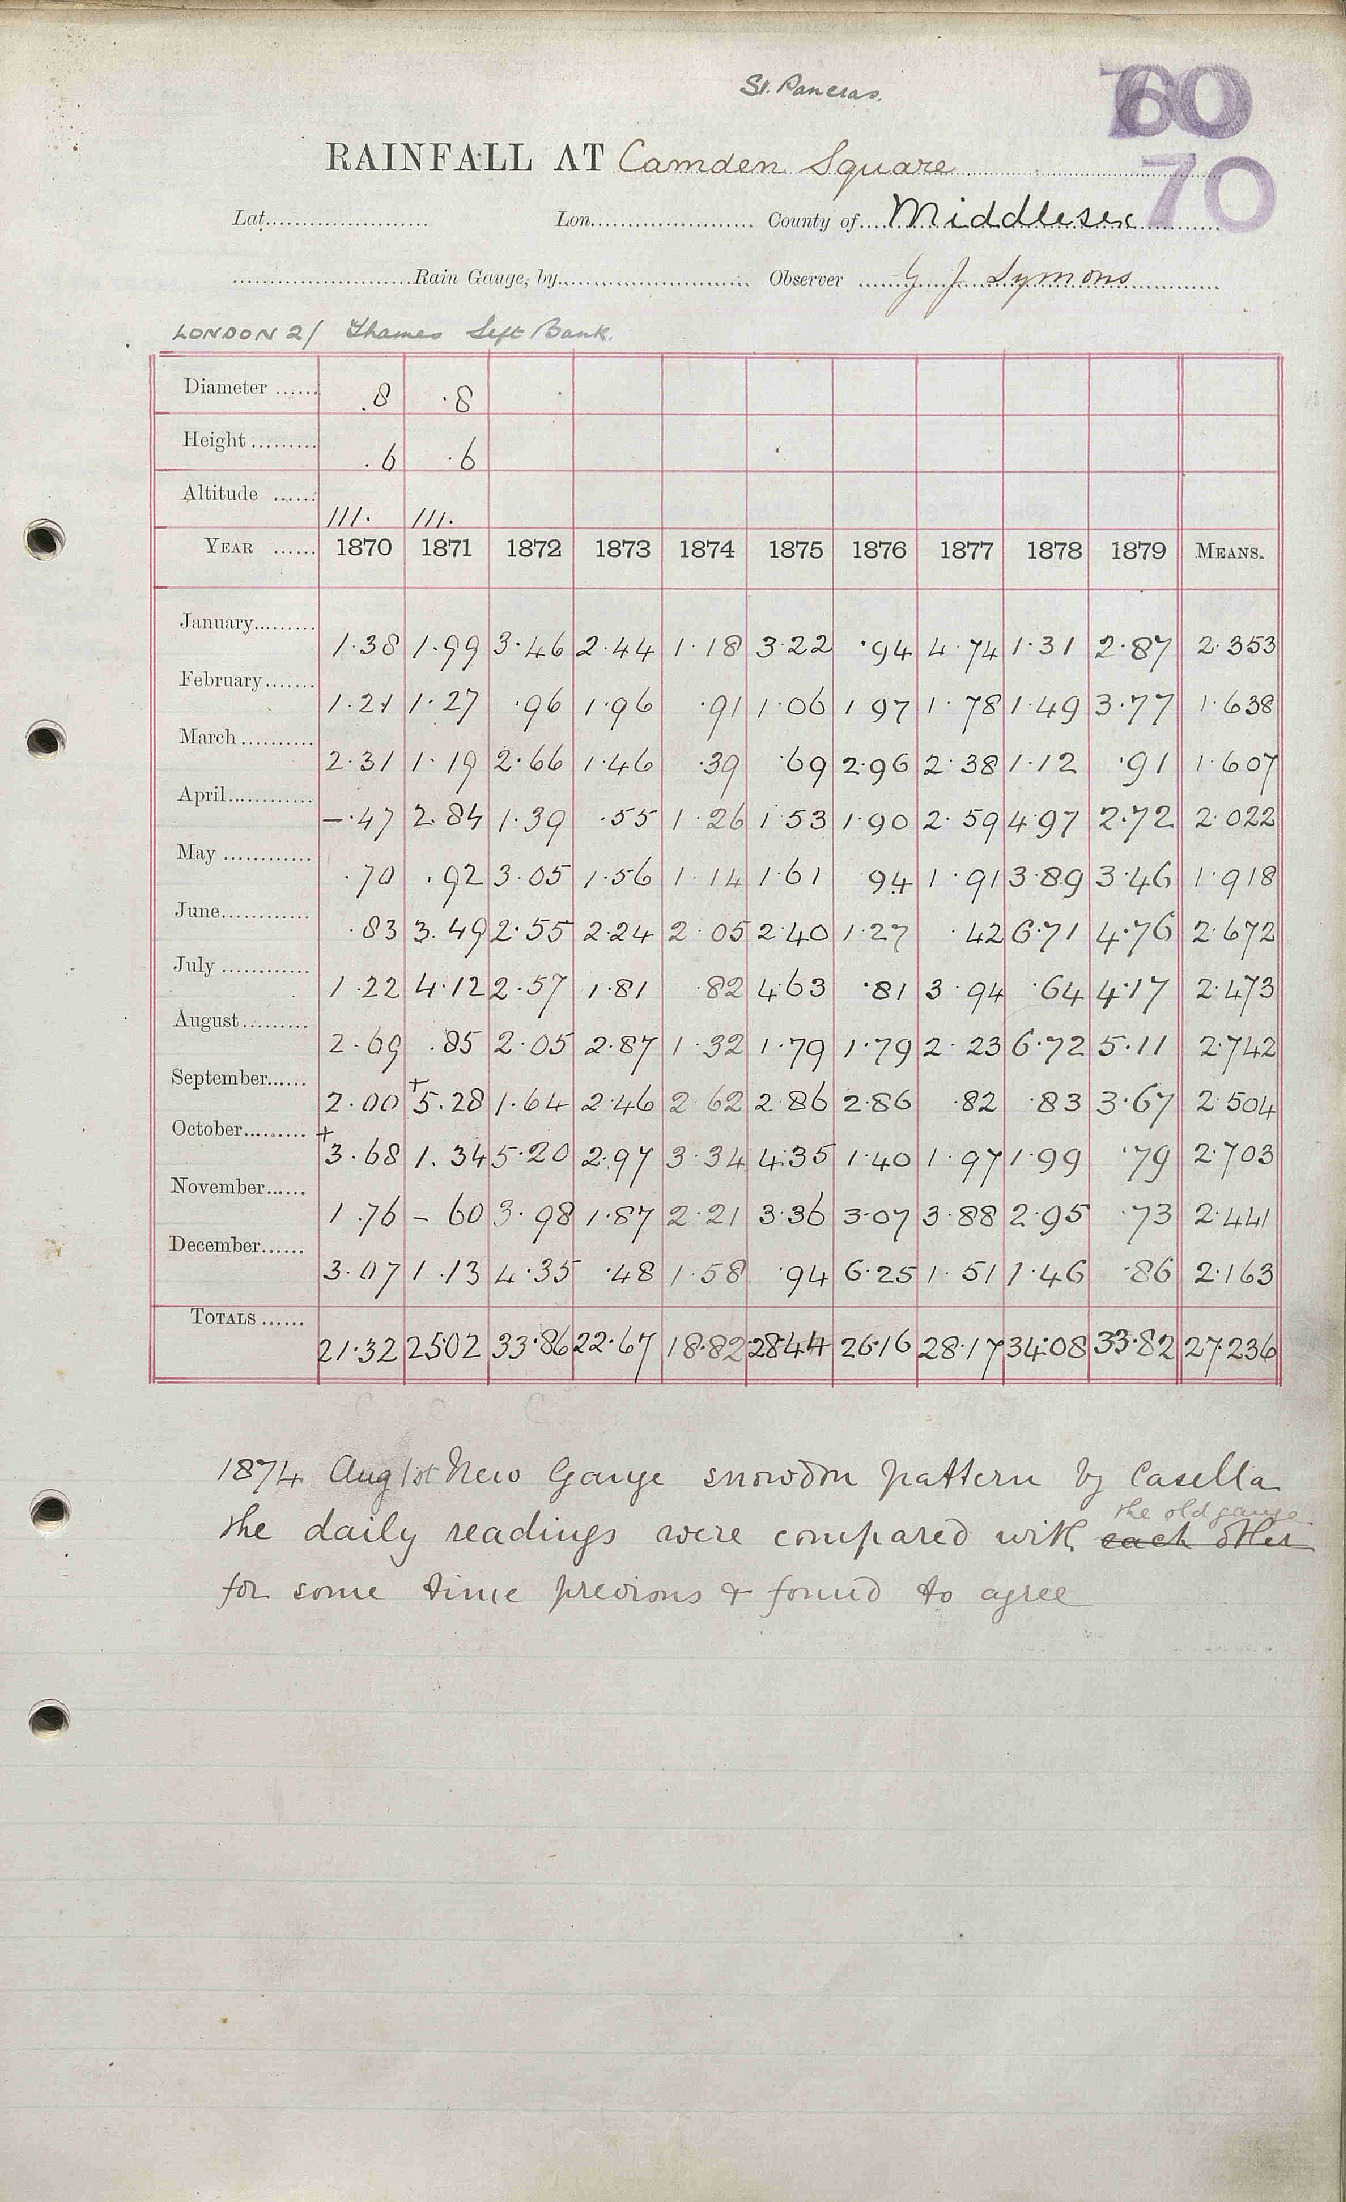 St. Pancras.
60
70
RAINFALL AT Camden Square
Lat. Lon. County of Middlesex
Rain Gauge, by Observer G J Symons
LONDON 2/ Thames Left Bank.
Diameter 8 8
Height 6 6
Altitude 111. 111.
YEAR 1870 1871 1872 1873 1874 1875 1876 1877 1878 1879 MEANS.
January 1.38 1.99 3.46 2.44 1.18 3.22 .94 4.74 1.31 2.87 2.353
February 1.21 1.27 .96 1.96 .91 1.06 1.97 1.78 1.49 3.77 1.638
March 2.31 1.19 2.66 1.46 .39 .69 2.96 2.38 1.12 .91 1.607
April -.47 2.84 1.39 .55 1.26 1.53 1.90 2.59 4.97 2.72 2.022
May .70 .92 3.05 1.56 1.14 1.61 94 1.91 3.89 3.46 1.918
June .83 3.49 2.55 2.24 2.05 2.40 1.27 .42 6.71 4.76 2.672
July 1.22 4.12 2.57 1.81 .82 4.63 .81 3.94 .64 4.17 2.473
August 2.69 .85 2.05 2.87 1.32 1.79 1.79 2.23 6.72 5.11 2.742
September 2.00 +5.28 1.64 2.46 2.62 2.86 2.86 .82 .83 3.67 2.504
October +3.68 1.34 5.20 2.97 3.34 4.35 1.40 1.97 1.99 .79 2.703
November 1.76 - 60 3.98 1.87 2.21 3.36 3.07 3.88 2.95 .73 2.441
December 3.07 1.13 4.35 .48 1.58 .94 6.25 1.51 1.46 .86 2.163
TOTALS 21.32 25.02 33.86 22.67 18.82 28.44 26.16 28.17 34.08 33.82 27.236
1874 Aug 1st New Gauge snowdon pattern by Casella
the old gauge
the daily readings were compared with each other
for some time previous & found to agree